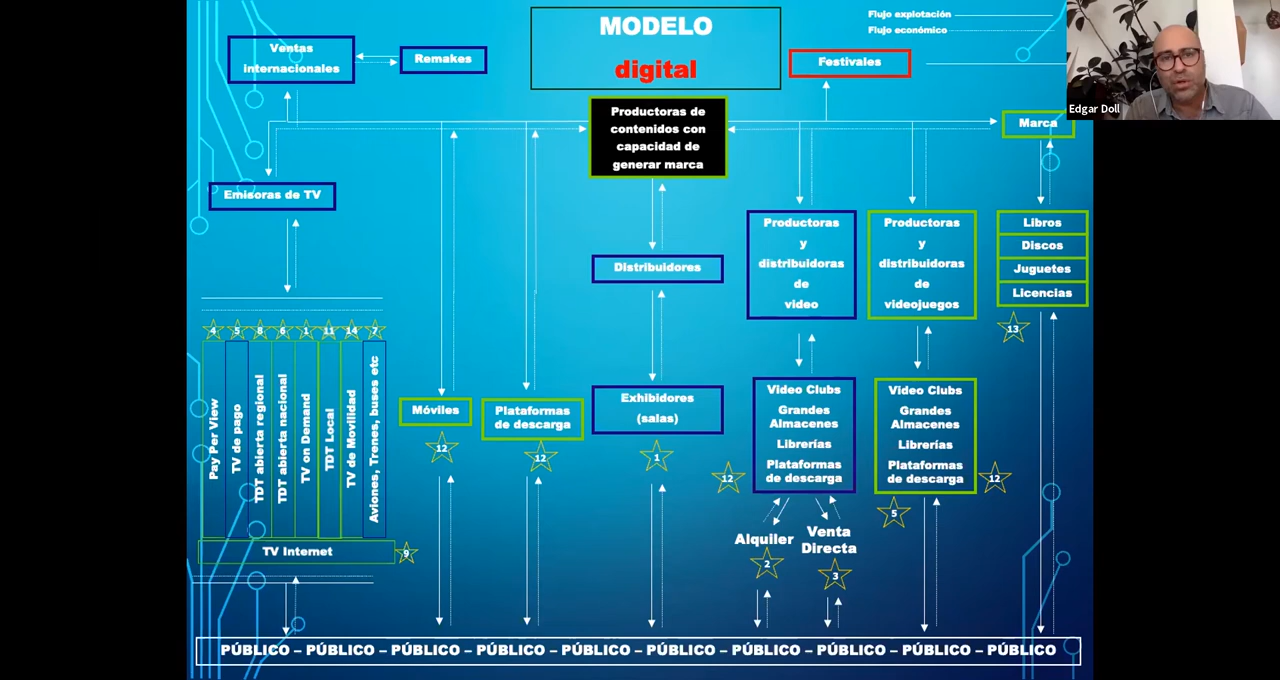 MODELO
digital
Flujo explotación
Flujo económico
Edgar Doll
Ventas
internacionales
Remakes
Festivales
Productoras de
contenidos con
capacidad de
generar marca
Marca
Emisoras de TV
Distribuidores
Productoras
y
distribuidoras
de
video
Productoras
y
distribuidoras
de
videojuegos
Libros
Discos
Juguetes
Licencias
13
4
5
8
6
1
11
14
7
Pay Per View
TV de pago
TDT abierta regional
TDT abierta nacional
TV on Demand
TDT Local
TV de Movilidad
Aviones, Trenes, buses etc
TV Internet
9
Móviles
12
Plataformas
de descarga
12
Exhibidores
(salas)
1
Video Clubs
Grandes
Almacenes
Librerías
Plataformas
de descarga
12
Video Clubs
Grandes
Almacenes
Librerías
Plataformas
de descarga
12
5
Alquiler
2
Venta
Directa
3
PÚBLICO – PÚBLICO – PÚBLICO – PÚBLICO – PÚBLICO – PÚBLICO – PÚBLICO – PÚBLICO – PÚBLICO – PÚBLICO